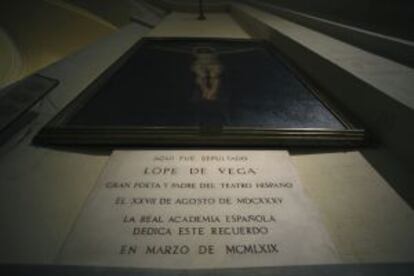 AQUI FUE SEPULTADO
LOPE DE VEGA
GRAN POETA Y PADRE DEL TEATRO HISPANO
EL XXVII DE AGOSTO DE MDCXXXV
LA REAL ACADEMIA ESPAÑOLA
DEDICA ESTE RECUERDO
EN MARZO DE MCMLXIX